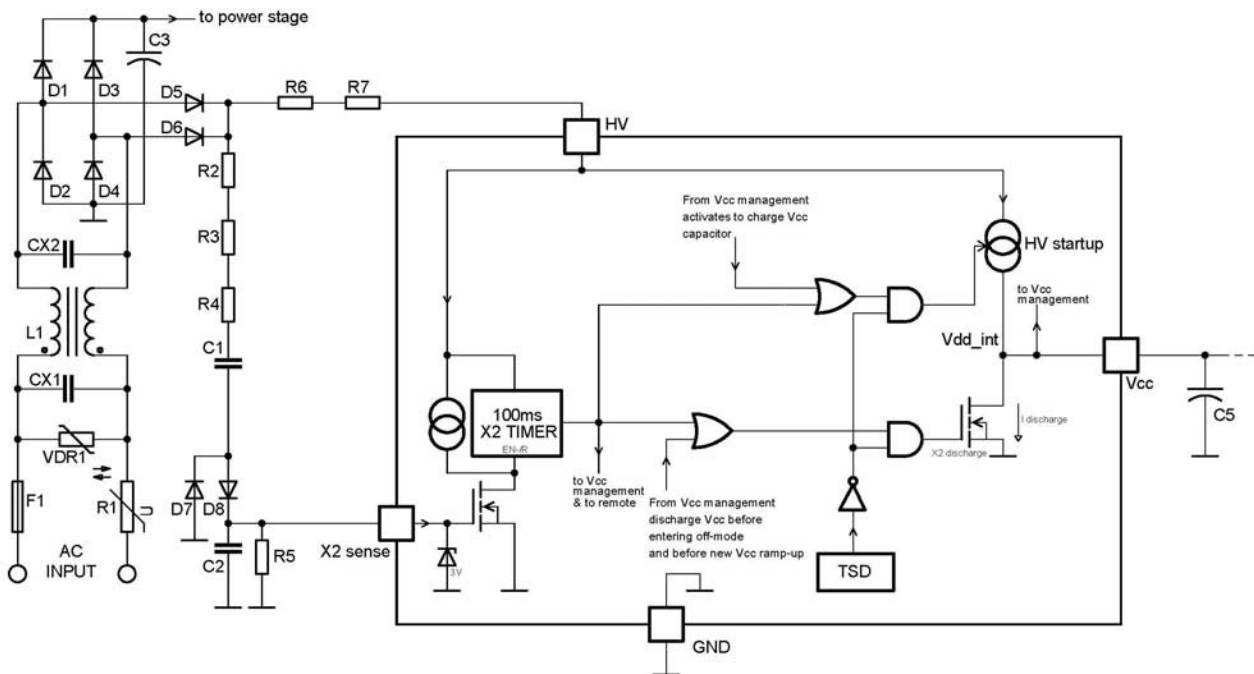 to power stage
C3
D1
D3
D5
R6
R7
D6
HV
D2
D4
R2
From Vcc management
activates to charge Vcc
capacitor
R3
HV startup
CX2
R4
to Vcc
management
L1
C1
Vdd_int
CX1
Vcc
100ms
X2 TIMER
EN-/R
C5
I discharge
VDR1
X2 discharge
F1
R1
U
D7
D8
to Vcc
management
& to remote
From Vcc management
discharge Vcc before
entering off-mode
and before new Vcc ramp-up
AC
INPUT
C2
R5
X2 sense
3V
TSD
GND